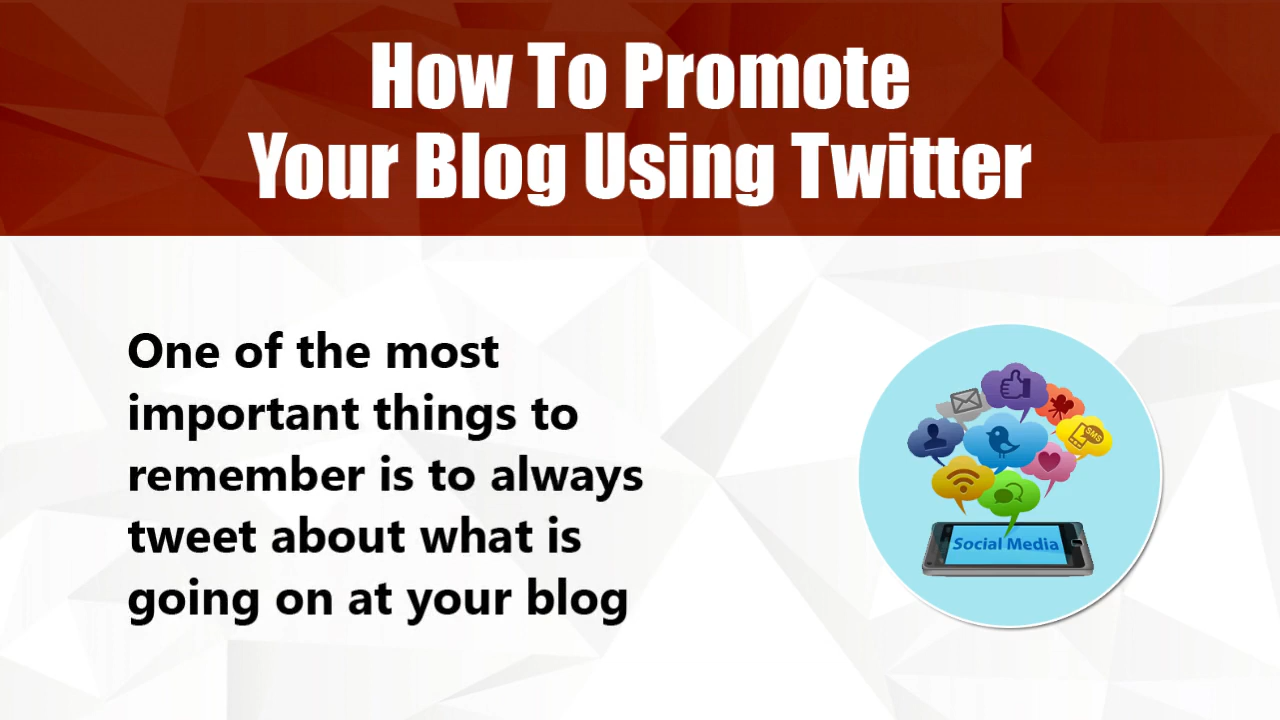 How To Promote
Your Blog Using Twitter
One of the most
important things to
remember is to always
tweet about what is
going on at your blog
SMS
Social Media